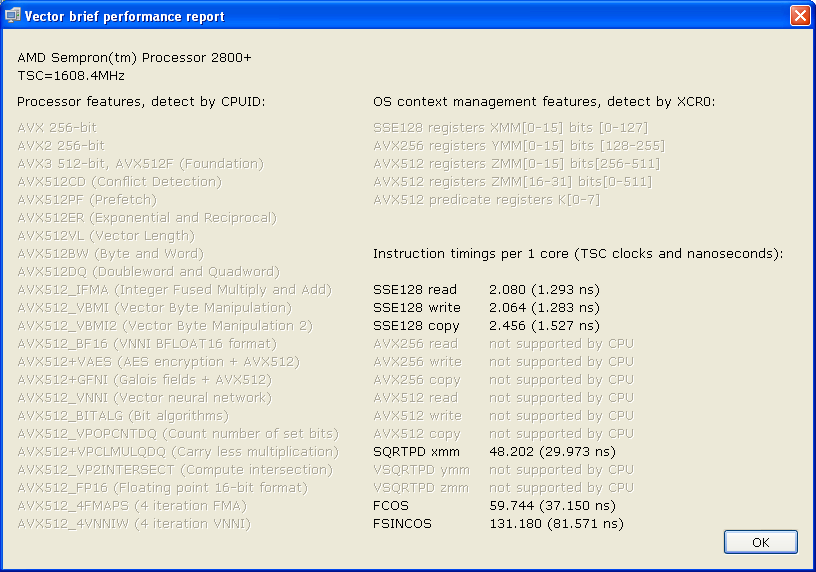 Vector brief performance report
AMD Sempron(tm) Processor 2800+
TSC=1608.4MHz
Processor features, detect by CPUID:
AVX 256-bit
AVX2 256-bit
AVX3 512-bit, AVX512F (Foundation)
AVX512CD (Conflict Detection)
AVX512PF (Prefetch)
AVX512ER (Exponential and Reciprocal)
AVX512VL (Vector Length)
AVX512BW (Byte and Word)
AVX512DQ (Doubleword and Quadword)
AVX512_IFMA (Integer Fused Multiply and Add)
AVX512_VBMI (Vector Byte Manipulation)
AVX512_VBMI2 (Vector Byte Manipulation 2)
AVX512_BF16 (VNNI BFLOAT16 format)
AVX512+VAES (AES encryption + AVX512)
AVX512+GFNI (Galois fields + AVX512)
AVX512_VNNI (Vector neural network)
AVX512_BITALG (Bit algorithms)
AVX512_VPOPCNTDQ (Count number of set bits)
AVX512+VPCLMULQDQ (Carry less multiplication)
AVX512_VP2INTERSECT (Compute intersection)
AVX512_FP16 (Floating point 16-bit format)
AVX512_4FMAPS (4 iteration FMA)
AVX512_4VNNIW (4 iteration VNNI)
OS context management features, detect by XCR0:
SSE128 registers XMM[0-15] bits [0-127]
AVX256 registers YMM[0-15] bits [128-255]
AVX512 registers ZMM[0-15] bits[256-511]
AVX512 registers ZMM[16-31] bits[0-511]
AVX512 predicate registers K[0-7]
Instruction timings per 1 core (TSC clocks and nanoseconds):
SSE128 read 2.080 (1.293 ns)
SSE128 write 2.064 (1.283 ns)
SSE128 copy 2.456 (1.527 ns)
AVX256 read not supported by CPU
AVX256 write not supported by CPU
AVX256 copy not supported by CPU
AVX512 read not supported by CPU
AVX512 write not supported by CPU
AVX512 copy not supported by CPU
SQRTPD xmm 48.202 (29.973 ns)
VSQRTPD ymm not supported by CPU
VSQRTPD zmm not supported by CPU
FCOS 59.744 (37.150 ns)
FSINCOS 131.180 (81.571 ns)
OK